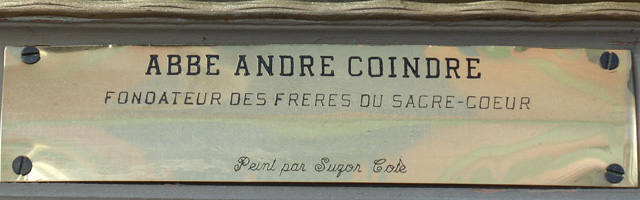 ABBE ANDRE COINDRE
FONDATEUR DES FRERES DU SACRE-COEUR
Peint par Suzor Coté